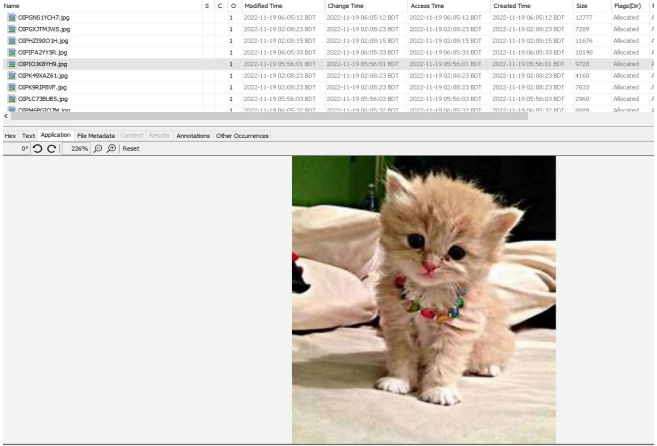 Name S C O Modified Time Change Time Access Time Created Time Size Flags(Dir)
OIPGNS1YCH7.jpg 1 2022-11-19 06:05:12 BDT 2022-11-19 06:05:12 BDT 2022-11-19 06:05:12 BDT 2022-11-19 06:05:12 BDT 12777 Allocated
OIPGXJTMJWS.jpg 1 2022-11-19 02:08:23 BDT 2022-11-19 02:08:23 BDT 2022-11-19 02:08:23 BDT 2022-11-19 02:08:23 BDT 7289 Allocated
OIPHZI90O1H.jpg 1 2022-11-19 02:08:15 BDT 2022-11-19 02:08:15 BDT 2022-11-19 02:08:15 BDT 2022-11-19 02:08:15 BDT 11676 Allocated
OIPIFA2YYSR.jpg 1 2022-11-19 06:05:33 BDT 2022-11-19 06:05:33 BDT 2022-11-19 06:05:33 BDT 2022-11-19 06:05:33 BDT 10198 Allocated
OIPIOJK8YH9.jpg 1 2022-11-19 05:56:01 BDT 2022-11-19 05:56:01 BDT 2022-11-19 05:56:01 BDT 2022-11-19 05:56:01 BDT 9728 Allocated
OIPK49XAZ61.jpg 1 2022-11-19 02:08:23 BDT 2022-11-19 02:08:23 BDT 2022-11-19 02:08:23 BDT 2022-11-19 02:08:23 BDT 4168 Allocated
OIPK9RIPBVF.jpg 1 2022-11-19 02:08:23 BDT 2022-11-19 02:08:23 BDT 2022-11-19 02:08:23 BDT 2022-11-19 02:08:23 BDT 7633 Allocated
OIPLC73BUB5.jpg 1 2022-11-19 05:56:03 BDT 2022-11-19 05:56:03 BDT 2022-11-19 05:56:03 BDT 2022-11-19 05:56:03 BDT 2960 Allocated
1 2022-11-19 06:05:32 BDT 2022-11-19 06:05:32 BDT 2022-11-19 06:05:32 BDT 2022-11-19 06:05:32 BDT 8089 Allocated
Hex Text Application File Metadata Context Results Annotations Other Occurrences
0° 226% Reset